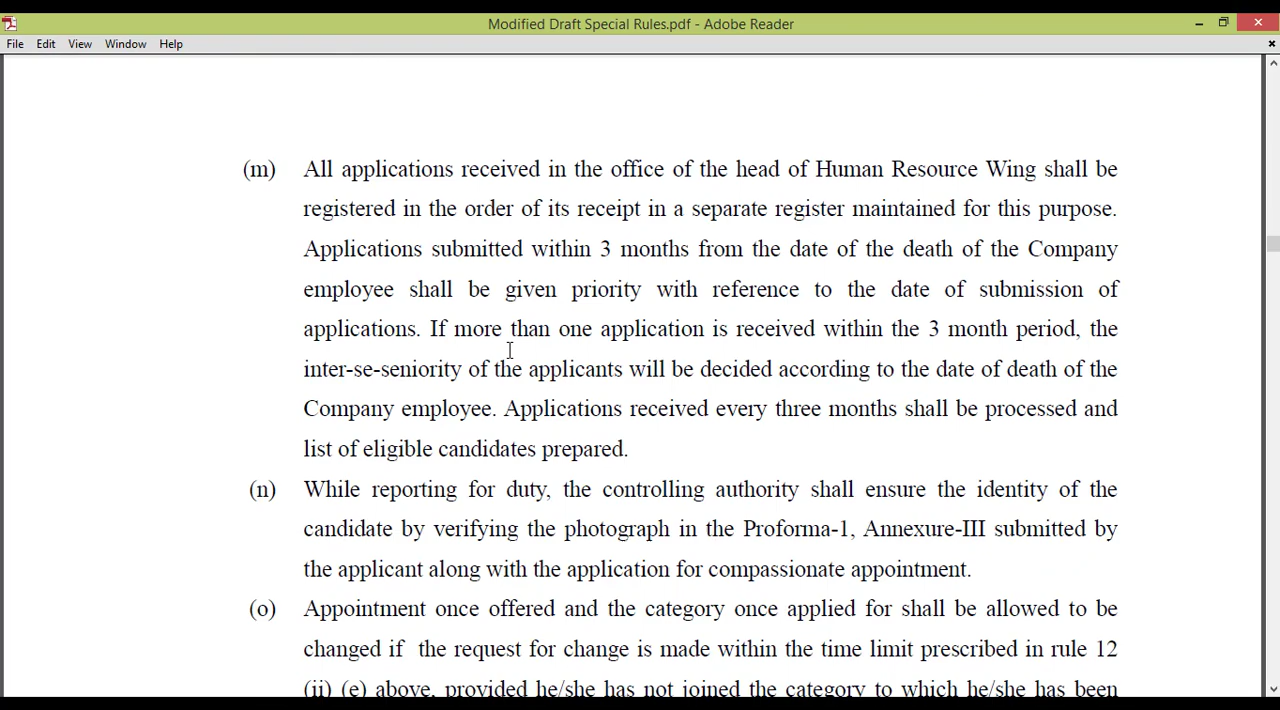 Modified Draft Special Rules.pdf - Adobe Reader
File Edit View Window Help
(m) All applications received in the office of the head of Human Resource Wing shall be
registered in the order of its receipt in a separate register maintained for this purpose.
Applications submitted within 3 months from the date of the death of the Company
employee shall be given priority with reference to the date of submission of
applications. If more than one application is received within the 3 month period, the
inter-se-seniority of the applicants will be decided according to the date of death of the
Company employee. Applications received every three months shall be processed and
list of eligible candidates prepared.
(n) While reporting for duty, the controlling authority shall ensure the identity of the
candidate by verifying the photograph in the Proforma-1, Annexure-III submitted by
the applicant along with the application for compassionate appointment.
(o) Appointment once offered and the category once applied for shall be allowed to be
changed if the request for change is made within the time limit prescribed in rule 12
(ii) (e) above, provided he/she has not joined the category to which he/she has been